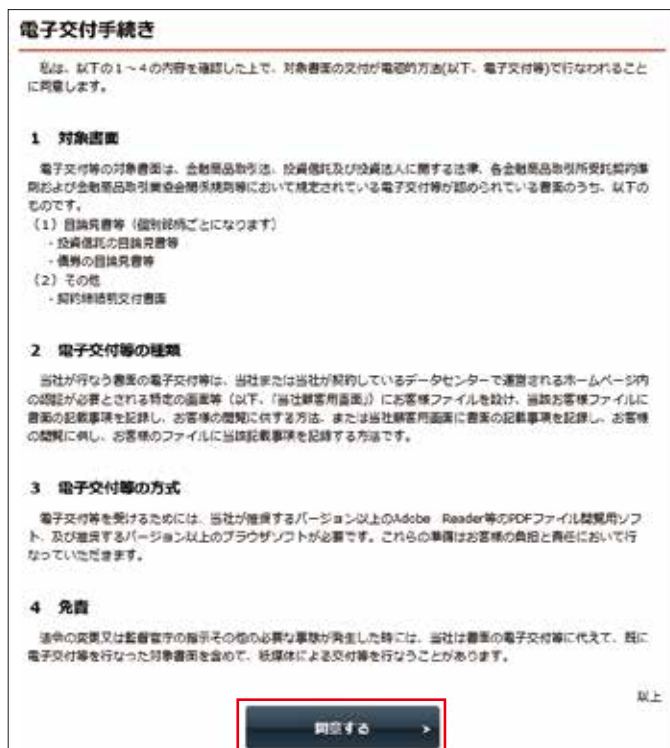 電子交付手続き
私は、以下の1～4の内容を確認した上で、対象書面の交付が電磁的方法(以下、電子交付等)で行なわれること
に同意します。
1 対象書面
電子交付等の対象書面は、金融商品取引法、投資信託及び投資法人に関する法律、各金融商品取引所受託契約準
則および金融商品取引業協会関係規則等において規定されている電子交付等が認められている書面のうち、以下の
ものです。
（1）目論見書等（個別銘柄ごとになります）
・投資信託の目論見書等
・債券の目論見書等
（2）その他
・契約締結前交付書面
2 電子交付等の種類
当社が行なう書面の電子交付等は、当社または当社が契約しているデータセンターで運営されるホームページ内
の認証が必要とされる特定の画面等（以下、「当社顧客用画面」）にお客様ファイルを設け、当該お客様ファイルに
書面の記載事項を記録し、お客様の閲覧に供する方法、または当社顧客用画面に書面の記載事項を記録し、お客様
の閲覧に供し、お客様のファイルに当該記載事項を記録する方法です。
3 電子交付等の方式
電子交付等を受けるためには、当社が推奨するバージョン以上のAdobe Reader等のPDFファイル閲覧用ソフ
ト、及び推奨するバージョン以上のブラウザソフトが必要です。これらの準備はお客様の負担と責任において行
なっていただきます。
4 免責
法令の変更又は監督官庁の指示その他の必要な事態が発生した時には、当社は書面の電子交付等に代えて、既に
電子交付等を行なった対象書面を含めて、紙媒体による交付等を行なうことがあります。
以上
同意する >